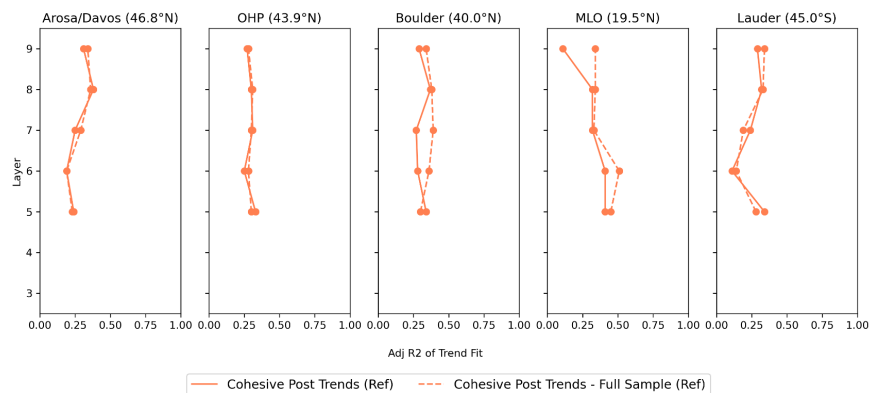 Arosa/Davos (46.8°N) OHP (43.9°N) Boulder (40.0°N) MLO (19.5°N) Lauder (45.0°S)
9
8
7
6
5
4
3
Layer
0.00 0.25 0.50 0.75 1.00 0.00 0.25 0.50 0.75 1.00 0.00 0.25 0.50 0.75 1.00 0.00 0.25 0.50 0.75 1.00 0.00 0.25 0.50 0.75 1.00
Adj R2 of Trend Fit
Cohesive Post Trends (Ref) Cohesive Post Trends - Full Sample (Ref)